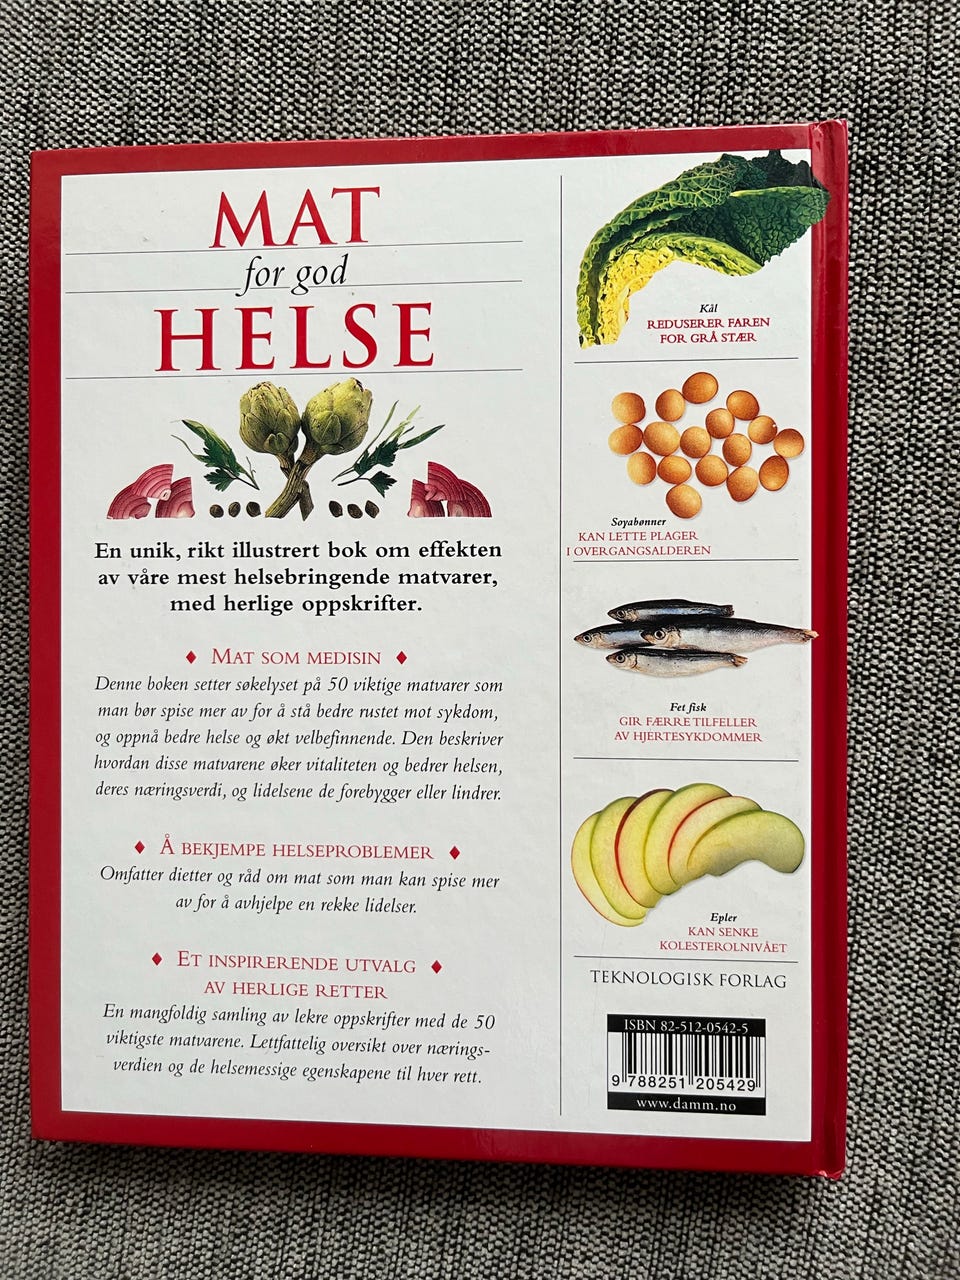 MAT
for god
HELSE
En unik, rikt illustrert bok om effekten
av våre mest helsebringende matvarer,
med herlige oppskrifter.
♦ MAT SOM MEDISIN ♦
Denne boken setter søkelyset på 50 viktige matvarer som
man bør spise mer av for å stå bedre rustet mot sykdom,
og oppnå bedre helse og økt velbefinnende. Den beskriver
hvordan disse matvarene øker vitaliteten og bedrer helsen,
deres næringsverdi, og lidelsene de forebygger eller lindrer.
♦ Å BEKJEMPE HELSEPROBLEMER ♦
Omfatter dietter og råd om mat som man kan spise mer
av for å avhjelpe en rekke lidelser.
♦ ET INSPIRERENDE UTVALG ♦
AV HERLIGE RETTER
En mangfoldig samling av lekre oppskrifter med de 50
viktigste matvarene. Lettfattelig oversikt over nærings-
verdien og de helsemessige egenskapene til hver rett.
Kål
REDUSERER FAREN
FOR GRÅ STÆR
Soyabønner
KAN LETTE PLAGER
I OVERGANGSALDEREN
Fet fisk
GIR FÆRRE TILFELLER
AV HJERTESYKDOMMER
Epler
KAN SENKE
KOLESTEROLNIVÅET
TEKNOLOGISK FORLAG
ISBN 82-512-0542-5
9 788251 205429
www.damm.no